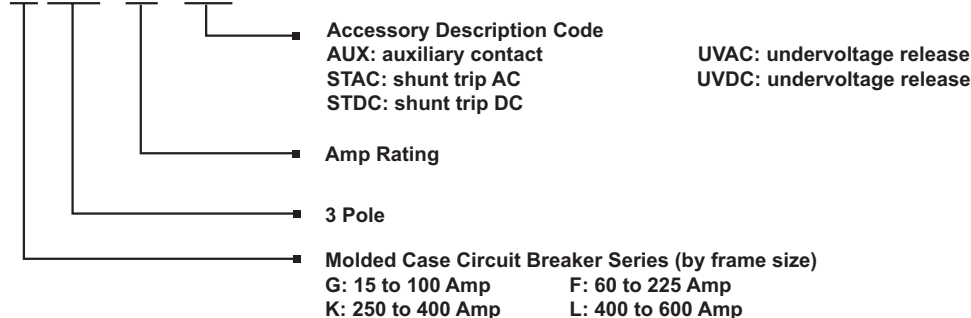 Accessory Description Code
AUX: auxiliary contact UVAC: undervoltage release
STAC: shunt trip AC UVDC: undervoltage release
STDC: shunt trip DC
Amp Rating
3 Pole
Molded Case Circuit Breaker Series (by frame size)
G: 15 to 100 Amp F: 60 to 225 Amp
K: 250 to 400 Amp L: 400 to 600 Amp